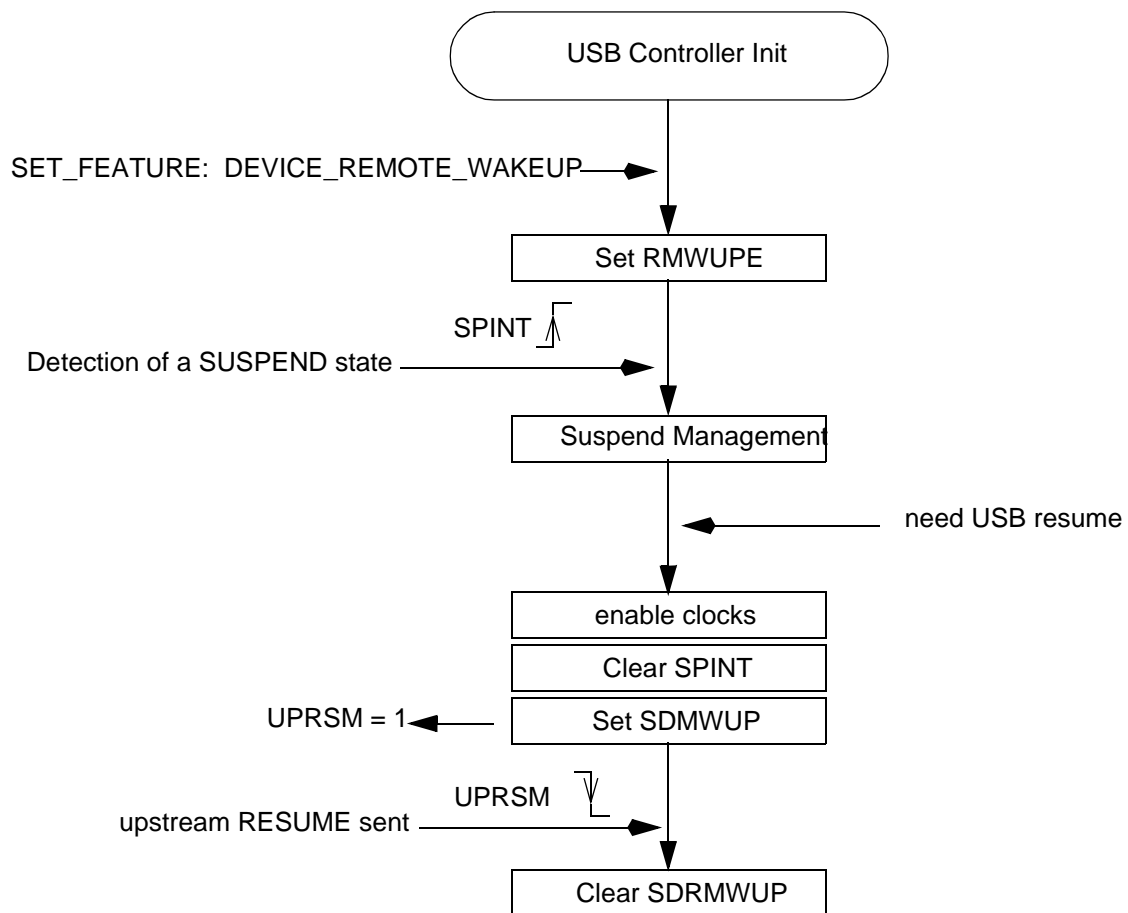 USB Controller Init
SET_FEATURE: DEVICE_REMOTE_WAKEUP
Set RMWUPE
SPINT
Detection of a SUSPEND state
Suspend Management
need USB resume
enable clocks
Clear SPINT
UPRSM = 1
Set SDMWUP
UPRSM
upstream RESUME sent
Clear SDRMWUP